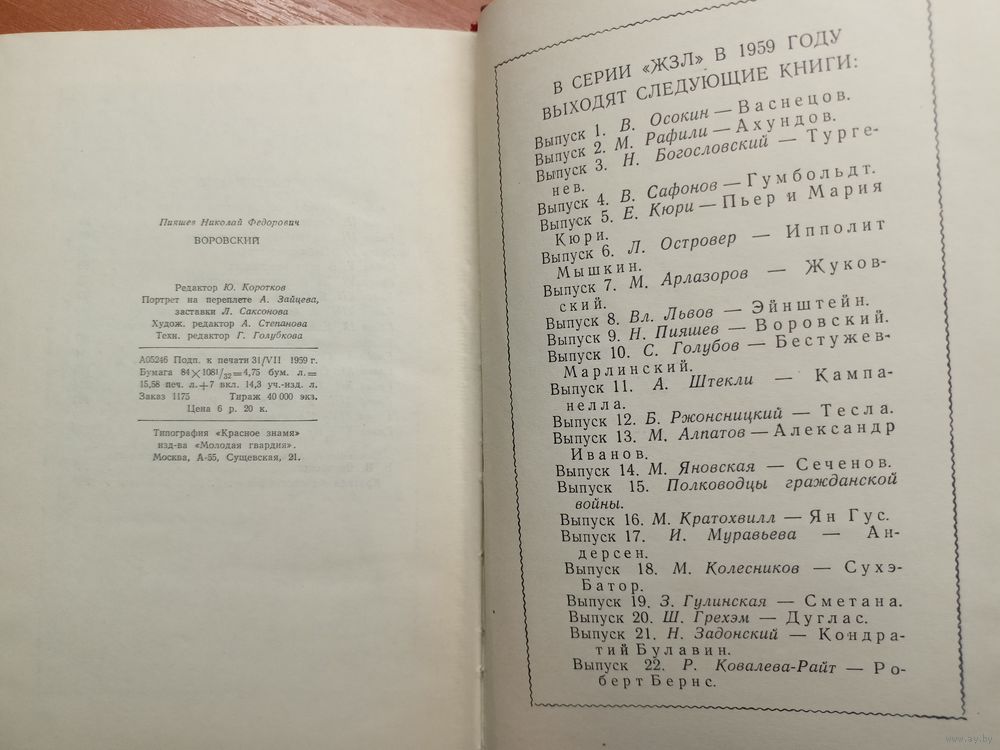 Пияшев Николай Федорович
ВОРОВСКИЙ
Редактор Ю. Коротков
Портрет на переплете А. Зайцева,
заставки Л. Саксонова
Худож. редактор А. Степанова
Техн. редактор Г. Голубкова
А05246 Подп. к печати 31/VII 1959 г.
Бумага 84×108¹/₃₂=4,75 бум. л.=
15,58 печ. л.+7 вкл. 14,3 уч.-изд. л.
Заказ 1175 Тираж 40 000 экз.
Цена 6 р. 20 к.
Типография «Красное знамя»
изд-ва «Молодая гвардия».
Москва, А-55, Сущевская, 21.
В СЕРИИ «ЖЗЛ» В 1959 ГОДУ
ВЫХОДЯТ СЛЕДУЮЩИЕ КНИГИ:
Выпуск 1. В. Осокин — Васнецов.
Выпуск 2. М. Рафили — Ахундов.
Выпуск 3. Н. Богословский — Турге-
нев.
Выпуск 4. В. Сафонов — Гумбольдт.
Выпуск 5. Е. Кюри — Пьер и Мария
Кюри.
Выпуск 6. Л. Островер — Ипполит
Мышкин.
Выпуск 7. М. Арлазоров — Жуков-
ский.
Выпуск 8. Вл. Львов — Эйнштейн.
Выпуск 9. Н. Пияшев — Воровский.
Выпуск 10. С. Голубов — Бестужев-
Марлинский.
Выпуск 11. А. Штекли — Кампа-
нелла.
Выпуск 12. Б. Ржонсницкий — Тесла.
Выпуск 13. М. Алпатов — Александр
Иванов.
Выпуск 14. М. Яновская — Сеченов.
Выпуск 15. Полководцы гражданской
войны.
Выпуск 16. М. Кратохвилл — Ян Гус.
Выпуск 17. И. Муравьева — Ан-
дерсен.
Выпуск 18. М. Колесников — Сухэ-
Батор.
Выпуск 19. З. Гулинская — Сметана.
Выпуск 20. Ш. Грехэм — Дуглас.
Выпуск 21. Н. Задонский — Кондра-
тий Булавин.
Выпуск 22. Р. Ковалева-Райт — Ро-
берт Бернс.
www.ay.by